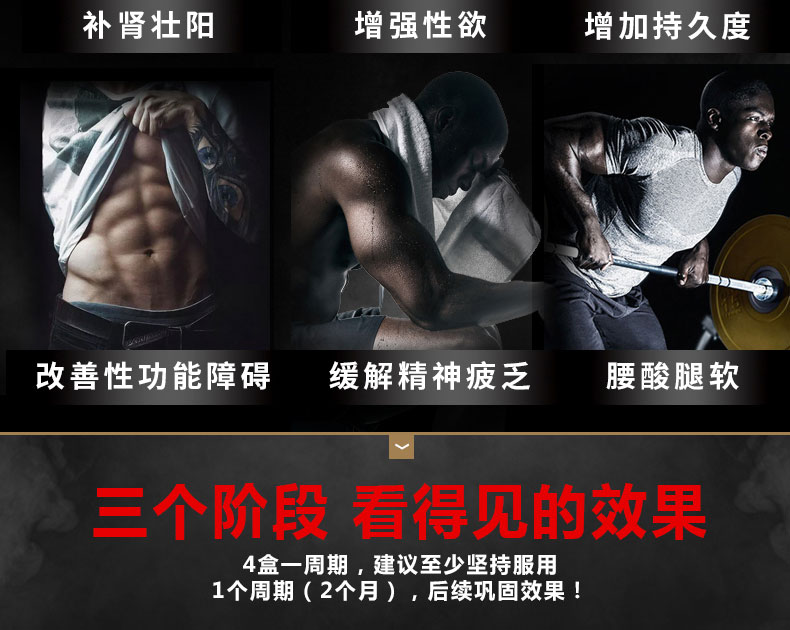 补肾壮阳
增强性欲
增加持久度
改善性功能障碍
缓解精神疲乏
腰酸腿软
三个阶段 看得见的效果
4盒一周期，建议至少坚持服用
1个周期（2个月），后续巩固效果！